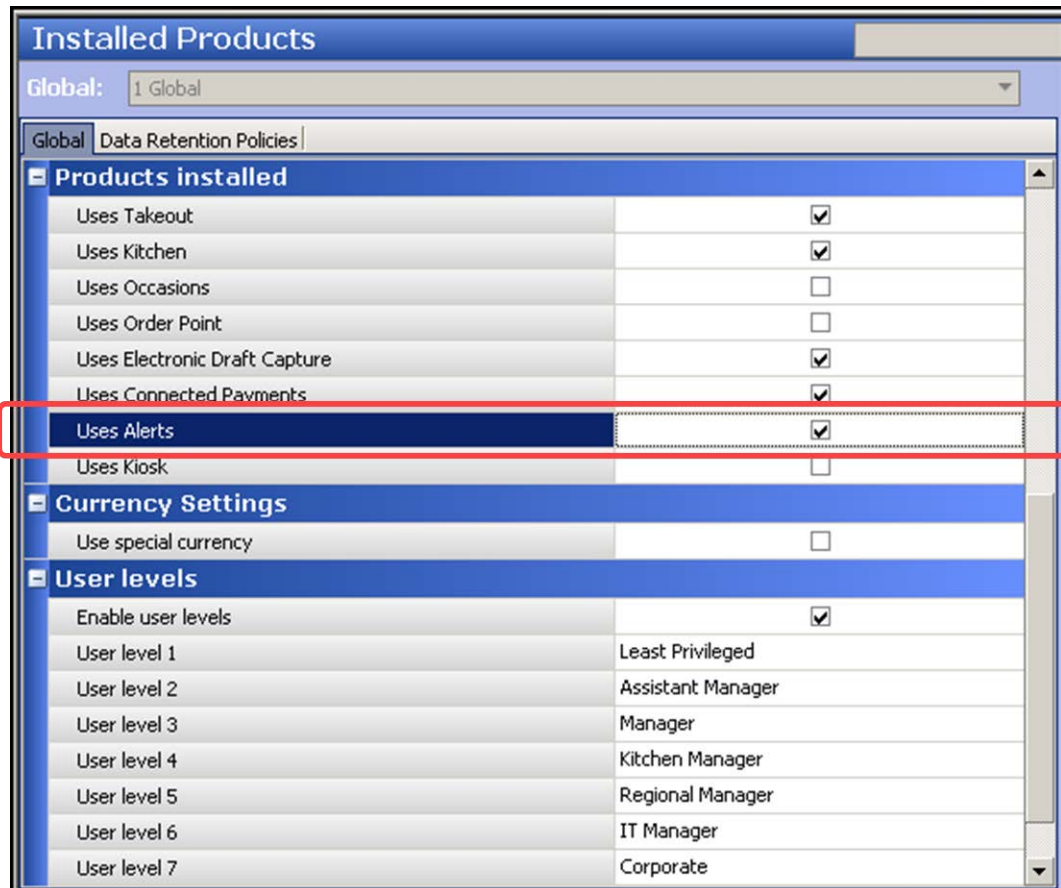 Installed Products
Global: 1 Global
Global Data Retention Policies
Products installed
Uses Takeout
Uses Kitchen
Uses Occasions
Uses Order Point
Uses Electronic Draft Capture
Uses Connected Payments
Uses Alerts
Uses Kiosk
Currency Settings
Use special currency
User levels
Enable user levels
User level 1 Least Privileged
User level 2 Assistant Manager
User level 3 Manager
User level 4 Kitchen Manager
User level 5 Regional Manager
User level 6 IT Manager
User level 7 Corporate